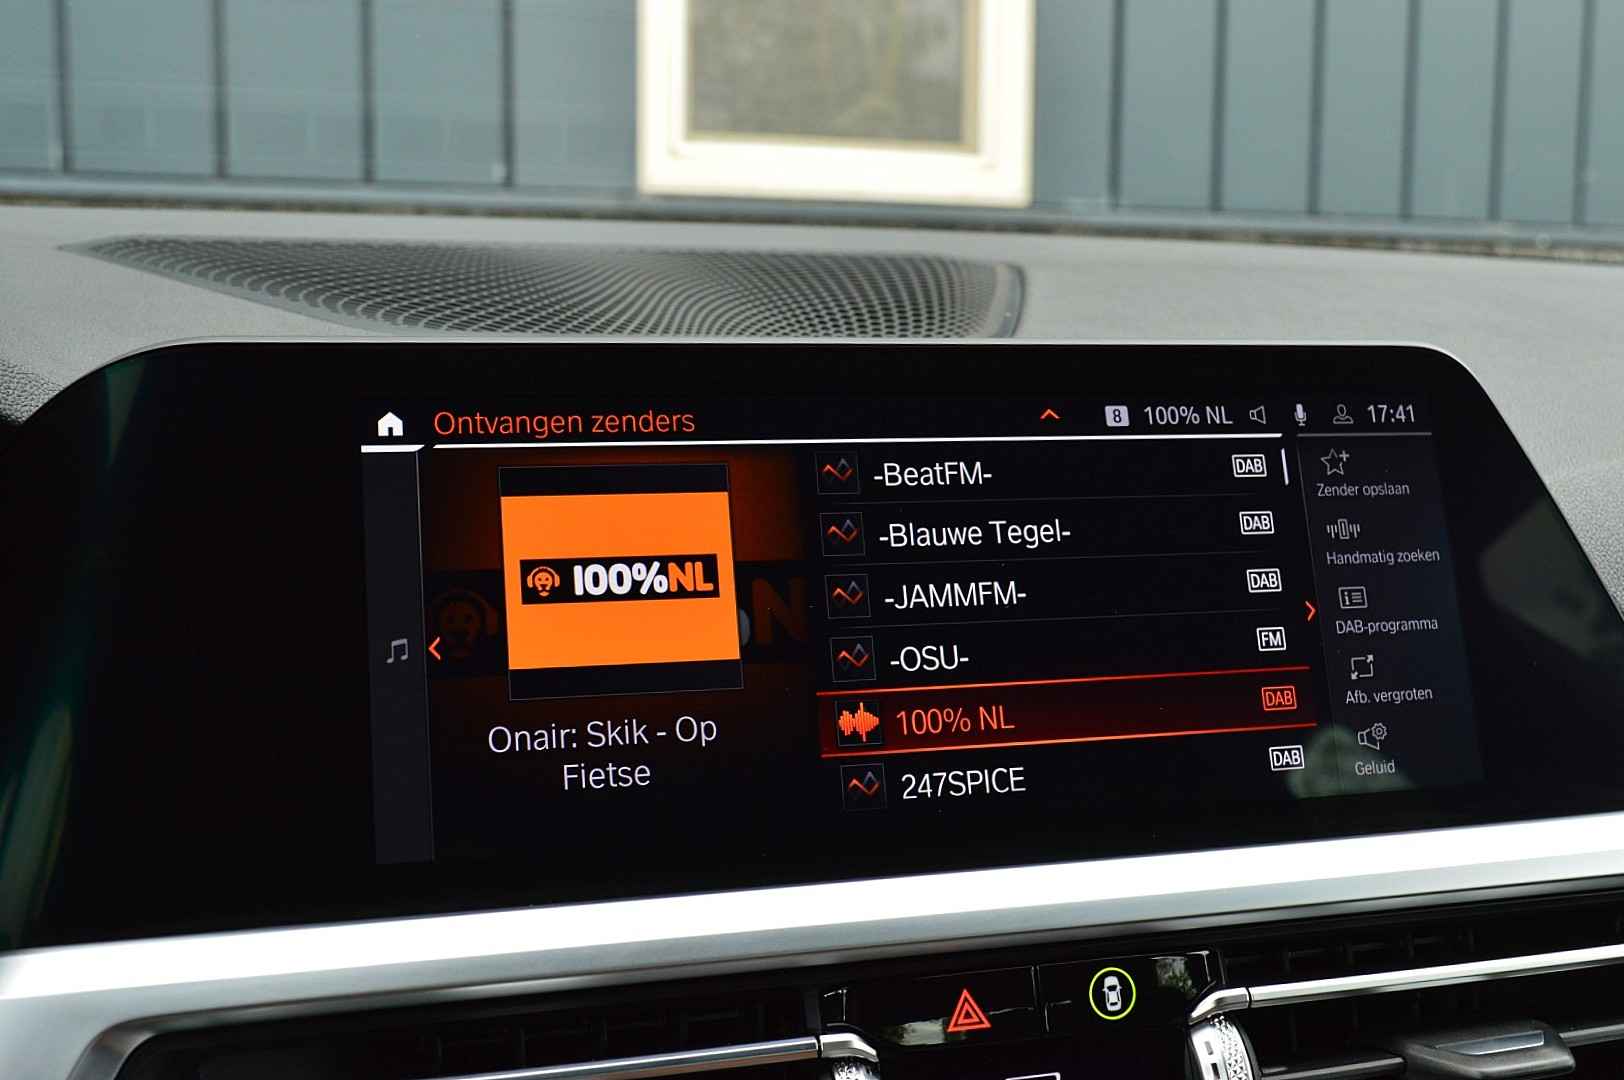 Ontvangen zenders
8 100% NL 17:41
100%NL
Onair: Skik - Op
Fietse
-BeatFM- DAB
-Blauwe Tegel- DAB
-JAMMFM- DAB
-OSU- FM
100% NL DAB
247SPICE DAB
Zender opslaan
Handmatig zoeken
DAB-programma
Afb. vergroten
Geluid